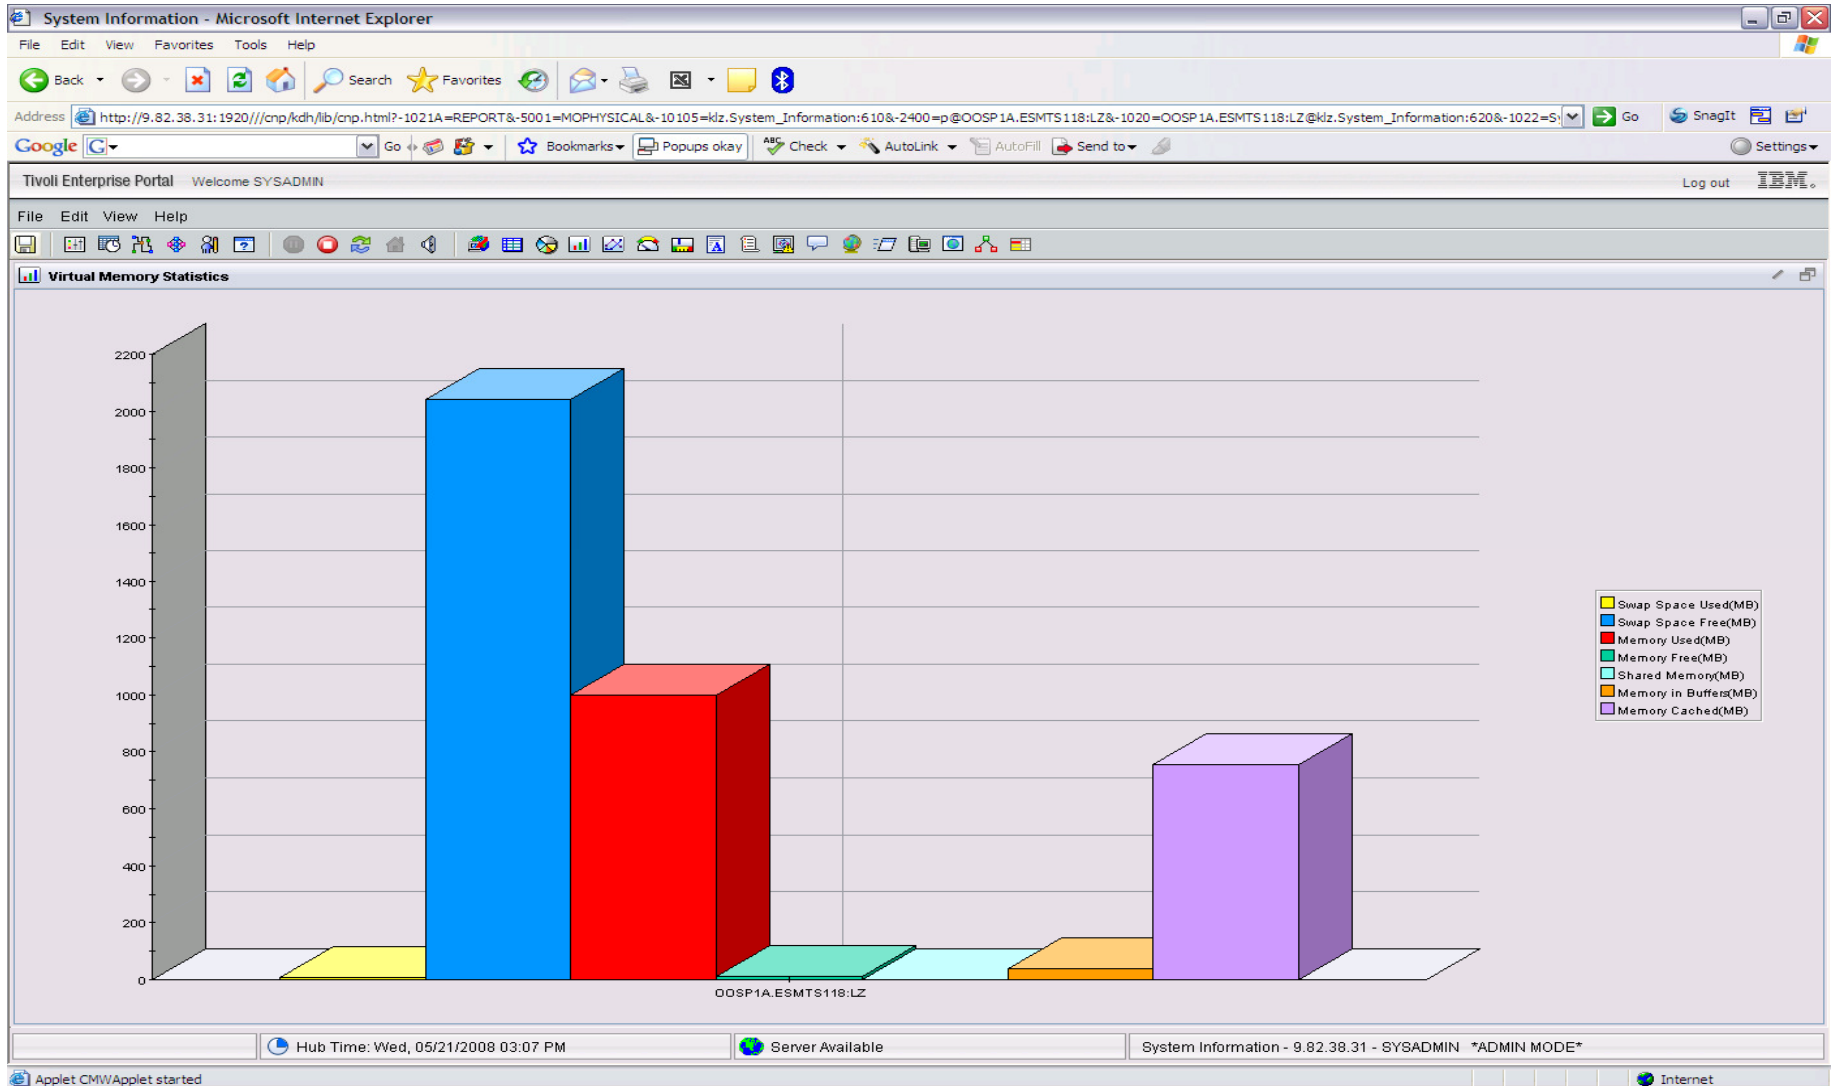 System Information - Microsoft Internet Explorer
File Edit View Favorites Tools Help
Back Search Favorites
Address http://9.82.38.31:1920///cnp/kdh/lib/cnp.html?-1021A=REPORT&-5001=MOPHYSICAL&-10105=klz.System_Information:610&-2400=p@OOSP1A.ESMTS118:LZ&-1020=OOSP1A.ESMTS118:LZ@klz.System_Information:620&-1022=S Go SnagIt
Google G Go Bookmarks Popups okay ABC Check AutoLink AutoFill Send to Settings
Tivoli Enterprise Portal Welcome SYSADMIN Log out IBM
File Edit View Help
Virtual Memory Statistics
2200
2000
1800
1600
1400
1200
1000
800
600
400
200
0
OOSP1A.ESMTS118:LZ
Swap Space Used(MB)
Swap Space Free(MB)
Memory Used(MB)
Memory Free(MB)
Shared Memory(MB)
Memory in Buffers(MB)
Memory Cached(MB)
Hub Time: Wed, 05/21/2008 03:07 PM Server Available System Information - 9.82.38.31 - SYSADMIN *ADMIN MODE*
Applet CMWApplet started Internet